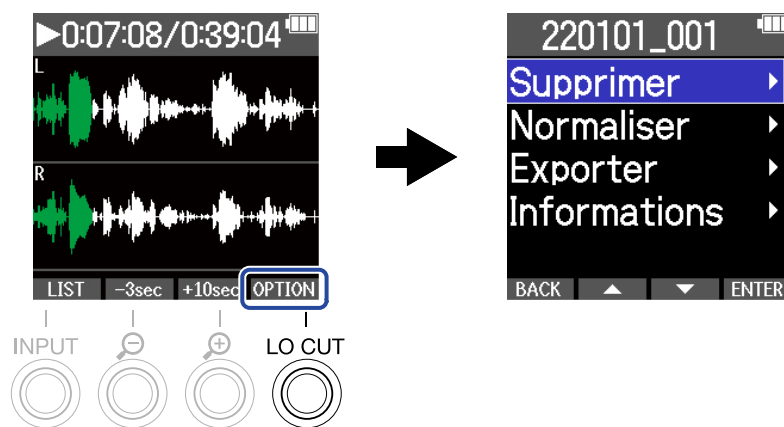 ▶0:07:08/0:39:04
L
R
LIST -3sec +10sec OPTION
INPUT LO CUT
220101_001
Supprimer
Normaliser
Exporter
Informations
BACK ▲ ▼ ENTER